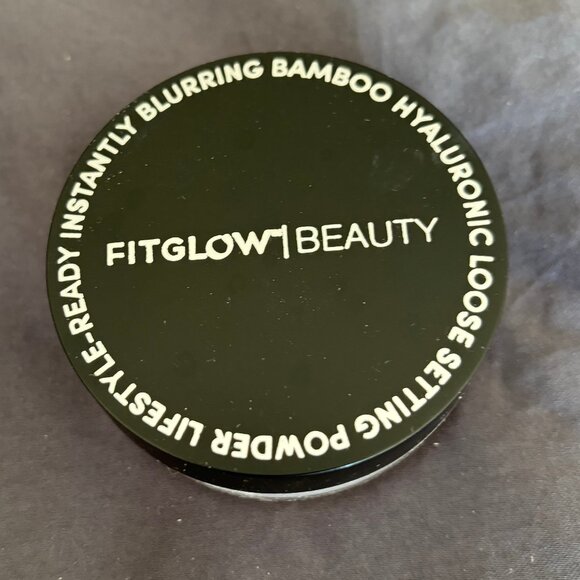 FITGLOW | BEAUTY
LIFESTYLE-READY INSTANTLY BLURRING BAMBOO HYALURONIC LOOSE SETTING POWDER